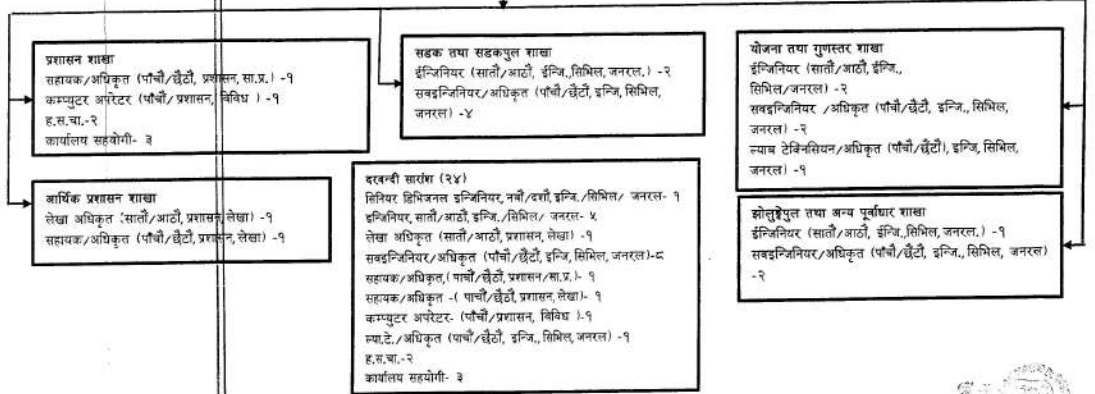 प्रशासन शाखा
सहायक/अधिकृत (पाँचौ/छैठौं, प्रशासन, सा.प्र.) -१
कम्प्युटर अपरेटर (पाँचौं/प्रशासन, विविध ) -१
ह.स.चा.-२
कार्यालय सहयोगी- ३
आर्थिक प्रशासन शाखा
लेखा अधिकृत (सातौं/आठौं, प्रशासन, लेखा) -१
सहायक/अधिकृत (पाँचौं/छैठौं, प्रशासन, लेखा) -१
सडक तथा सडकपुल शाखा
ईन्जिनियर (सातौं/आठौं, ईन्जि.,सिभिल, जनरल.) -२
सवइन्जिनियर/अधिकृत (पाँचौं/छैटौं, इन्जि, सिभिल,
जनरल) -४
दरवन्दी सारांश (२४)
सिनियर डिभिजनल इन्जिनियर, नवौं/दशौं, इन्जि./सिभिल/ जनरल- १
इन्जिनियर, सातौं/आठौं, इन्जि./सिभिल/ जनरल- ५
लेखा अधिकृत (सातौं/आठौं, प्रशासन, लेखा) -१
सवइन्जिनियर/अधिकृत (पाँचौं/छैटौं, इन्जि, सिभिल, जनरल)-८
सहायक/अधिकृत,( पाचौं/छैठौं, प्रशासन/सा.प्र.)- १
सहायक/अधिकृत -( पाचौं/छैठौं, प्रशासन, लेखा)- १
कम्प्युटर अपरेटर- (पाँचौं/प्रशासन, विविध )-१
ल्या.टे./अधिकृत (पाचौं/छैठौं, इन्जि., सिभिल, जनरल) -१
ह.स.चा.-२
कार्यालय सहयोगी- ३
योजना तथा गुणस्तर शाखा
ईन्जिनियर (सातौं/आठौं, ईन्जि.,
सिभिल/जनरल) -२
सवइन्जिनियर /अधिकृत (पाँचौं/छैटौं, इन्जि., सिभिल,
जनरल) -२
ल्याब टेक्निसियन/अधिकृत (पाँचौं/छैटौं), इन्जि, सिभिल,
जनरल) -१
झोलुङ्गेपुल तथा अन्य पूर्वाधार शाखा
ईन्जिनियर (सातौं/आठौं, ईन्जि.,सिभिल, जनरल.) -१
सवइन्जिनियर/अधिकृत (पाँचौं/छैटौं, इन्जि., सिभिल, जनरल)
-२